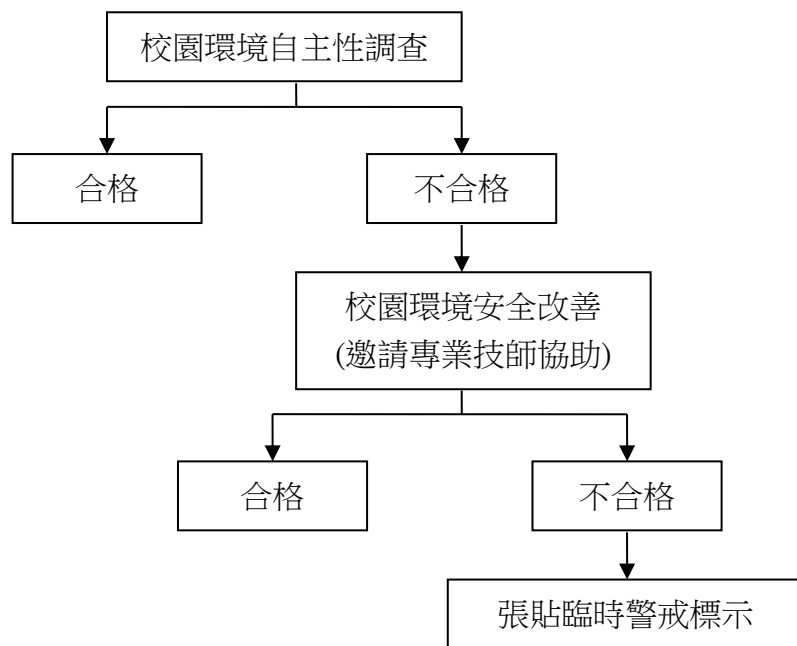 校園環境自主性調查
合格
不合格
校園環境安全改善
(邀請專業技師協助)
合格
不合格
張貼臨時警戒標示